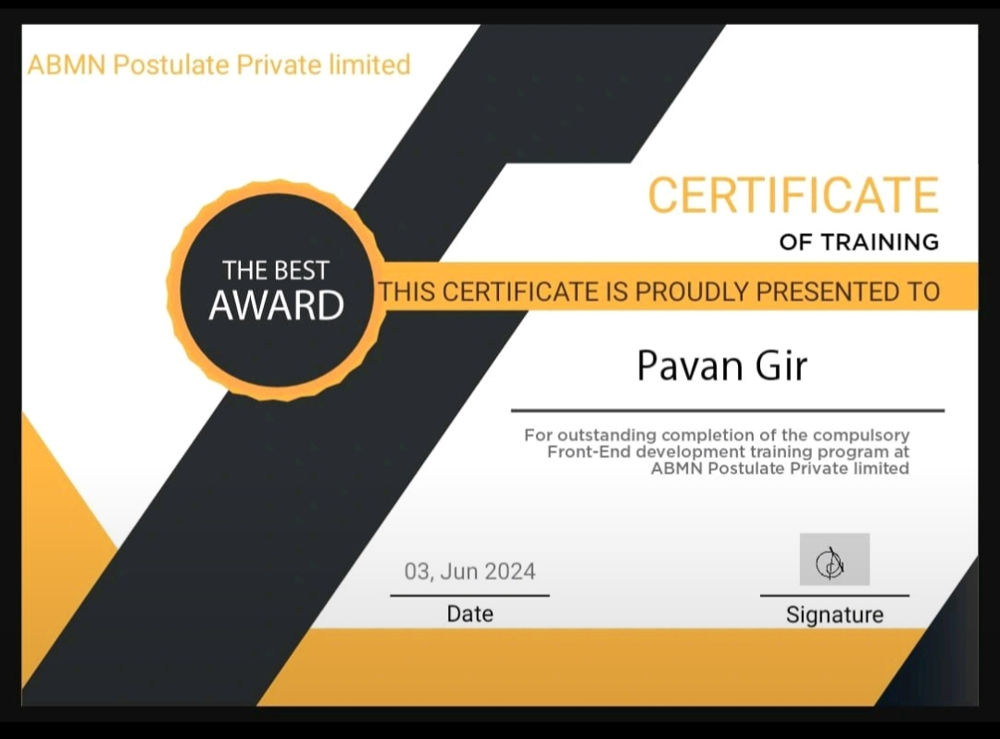 ABMN Postulate Private limited
CERTIFICATE
OF TRAINING
THE BEST
AWARD
THIS CERTIFICATE IS PROUDLY PRESENTED TO
Pavan Gir
For outstanding completion of the compulsory
Front-End development training program at
ABMN Postulate Private limited
03, Jun 2024
Date
Signature